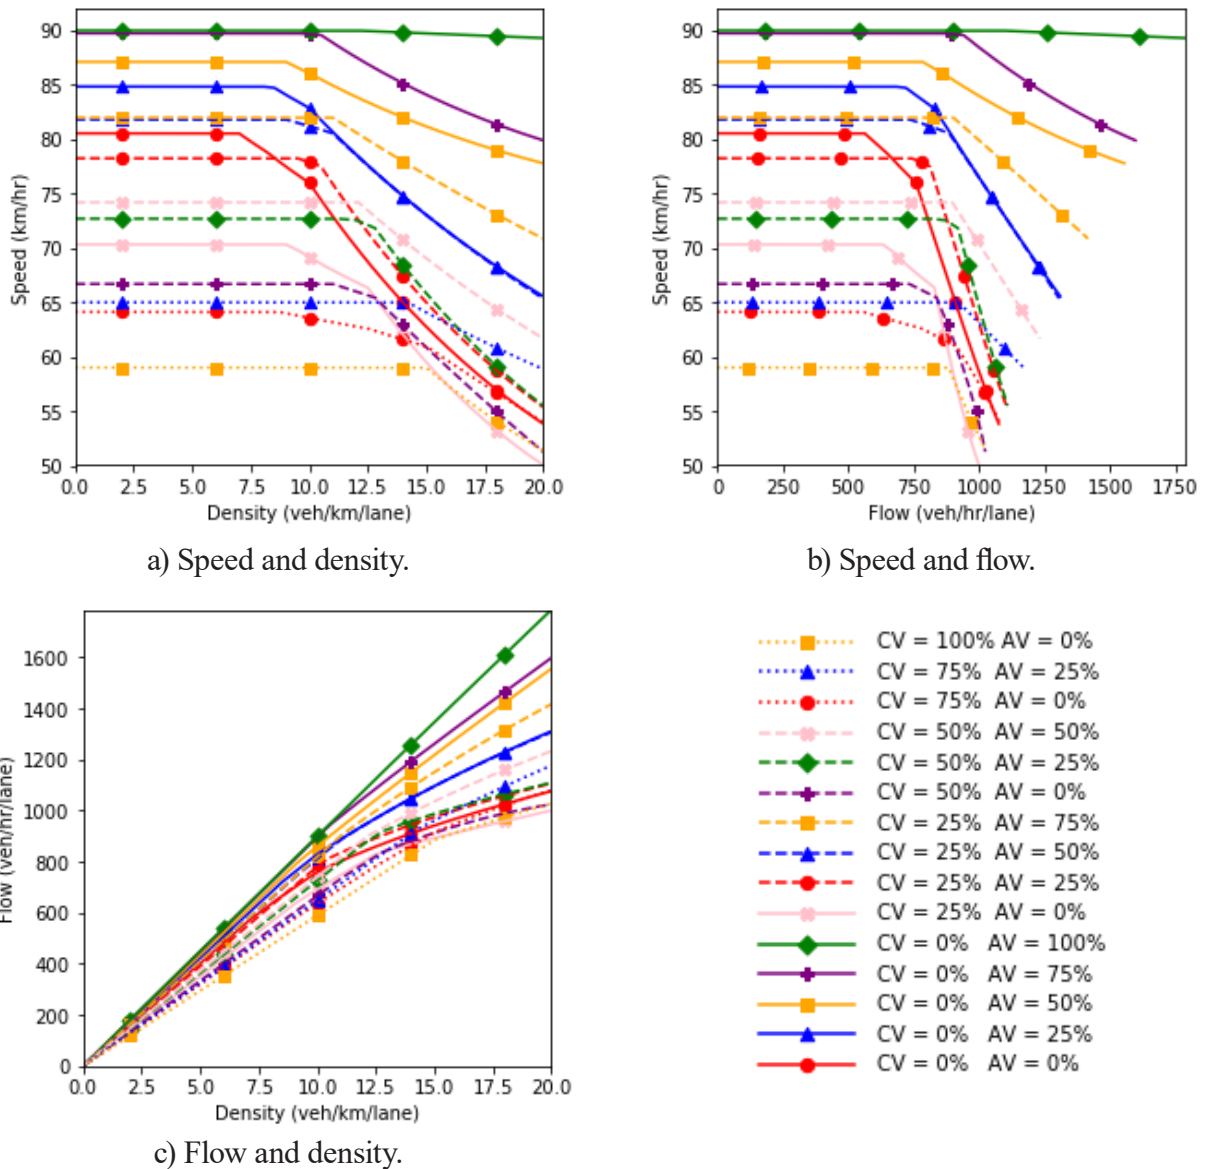 90
85
80
75
70
65
60
55
50
Speed (km/hr)
0.0 2.5 5.0 7.5 10.0 12.5 15.0 17.5 20.0
Density (veh/km/lane)
a) Speed and density.
90
85
80
75
70
65
60
55
50
Speed (km/hr)
0 250 500 750 1000 1250 1500 1750
Flow (veh/hr/lane)
b) Speed and flow.
1600
1400
1200
1000
800
600
400
200
0
Flow (veh/hr/lane)
0.0 2.5 5.0 7.5 10.0 12.5 15.0 17.5 20.0
Density (veh/km/lane)
c) Flow and density.
CV = 100% AV = 0%
CV = 75% AV = 25%
CV = 75% AV = 0%
CV = 50% AV = 50%
CV = 50% AV = 25%
CV = 50% AV = 0%
CV = 25% AV = 75%
CV = 25% AV = 50%
CV = 25% AV = 25%
CV = 25% AV = 0%
CV = 0% AV = 100%
CV = 0% AV = 75%
CV = 0% AV = 50%
CV = 0% AV = 25%
CV = 0% AV = 0%